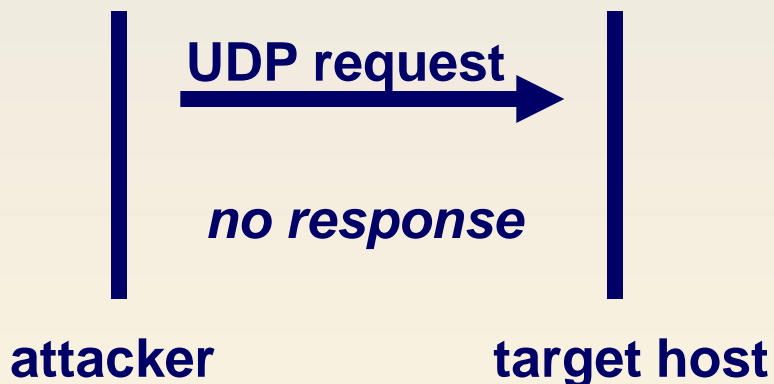 UDP request
no response
attacker
target host